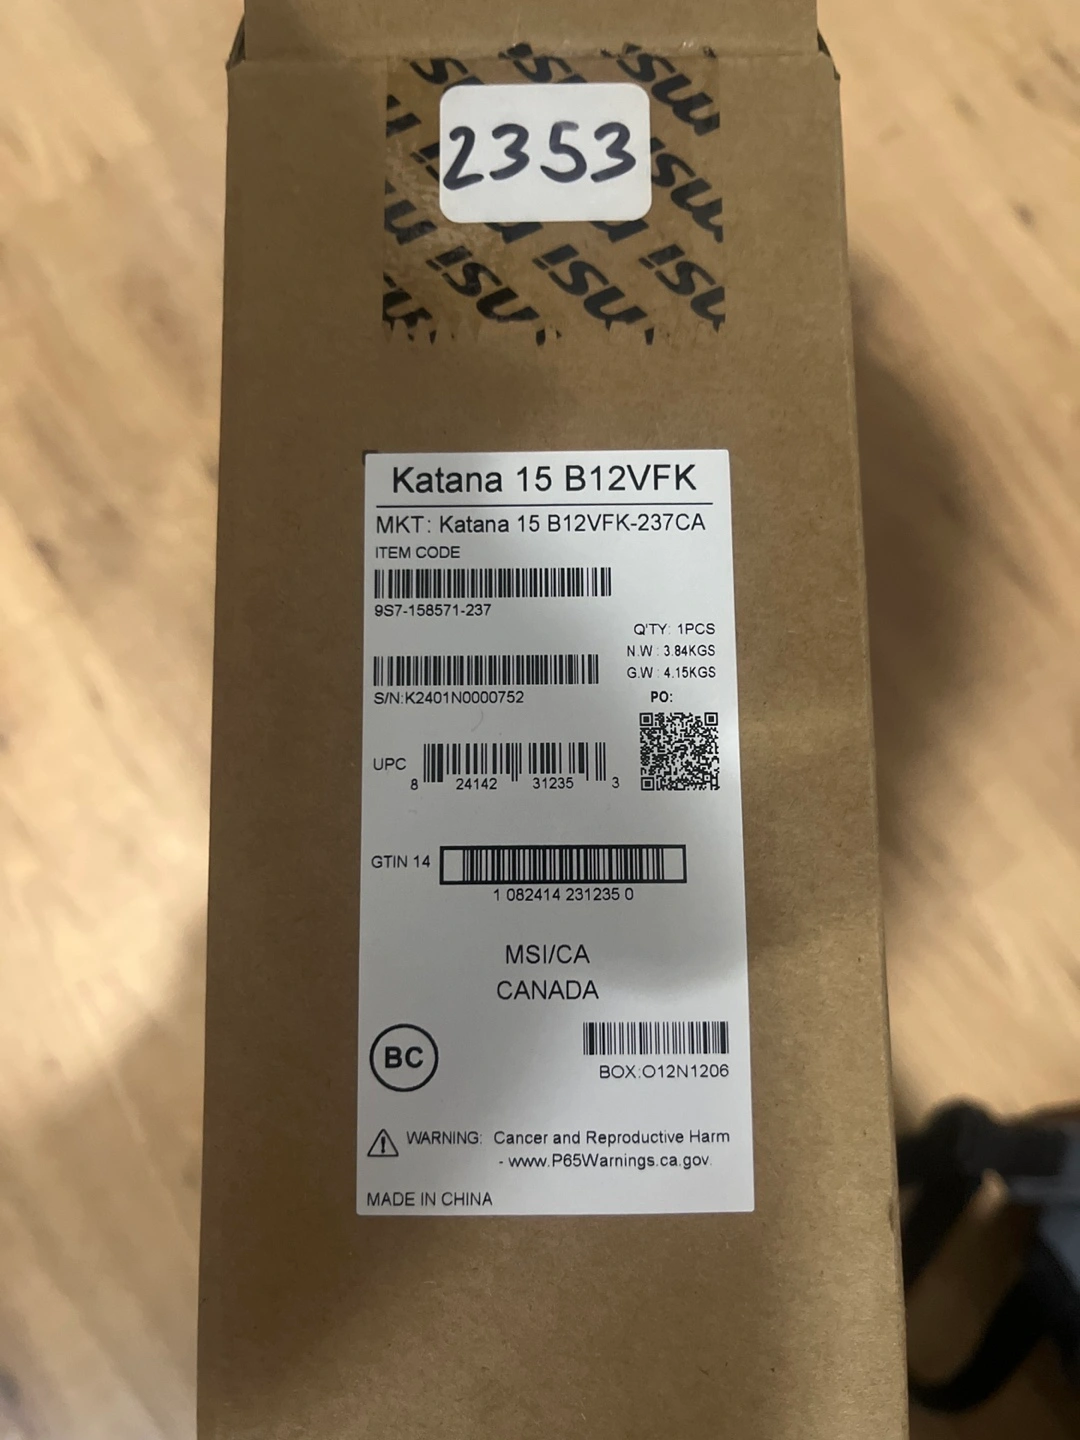 2353
Katana 15 B12VFK
MKT: Katana 15 B12VFK-237CA
ITEM CODE
9S7-158571-237
Q'TY: 1PCS
N.W : 3.84KGS
G.W : 4.15KGS
S/N:K2401N0000752
PO:
UPC
8 24142 31235 3
GTIN 14
1 082414 231235 0
MSI/CA
CANADA
BC
BOX:O12N1206
WARNING: Cancer and Reproductive Harm
- www.P65Warnings.ca.gov.
MADE IN CHINA